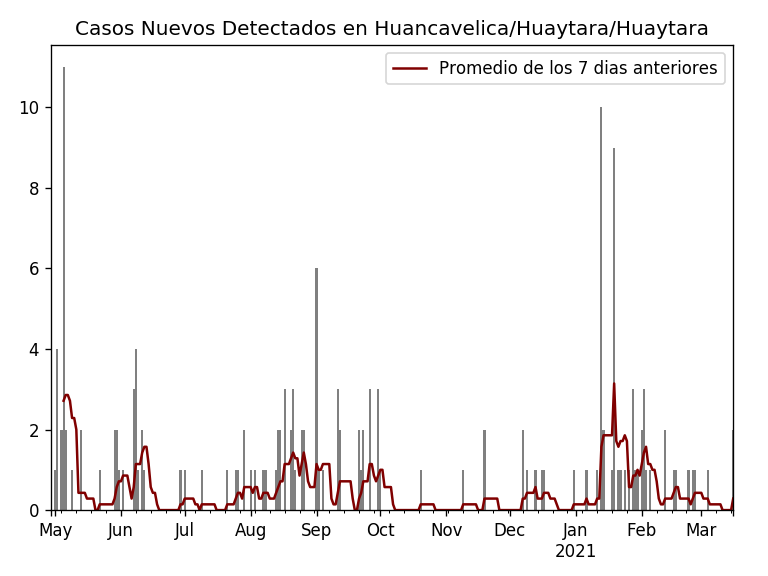 Casos Nuevos Detectados en Huancavelica/Huaytara/Huaytara
Promedio de los 7 dias anteriores
10
8
6
4
2
0
May Jun Jul Aug Sep Oct Nov Dec Jan Feb Mar
2021